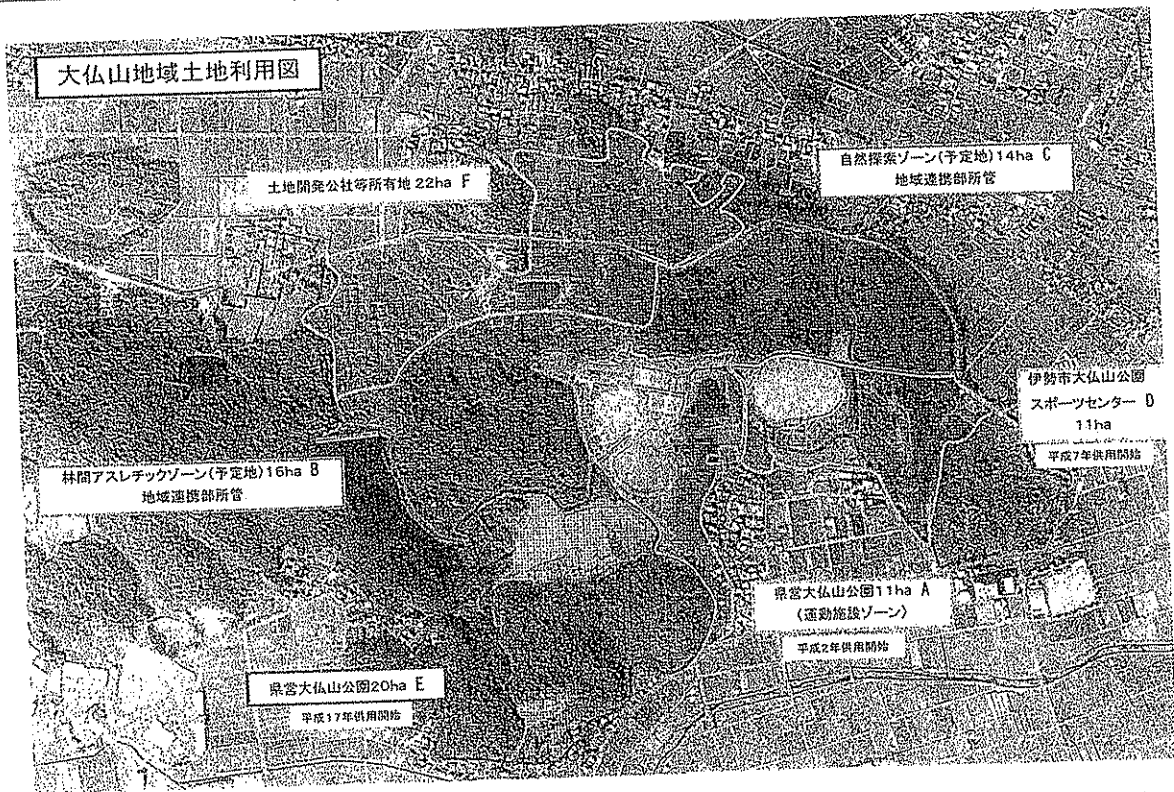 大仏山地域土地利用図
自然探索ゾーン(予定地)14ha C
地域連携部所管
土地開発公社等所有地 22ha F
伊勢市大仏山公園
スポーツセンター D
11ha
平成7年供用開始
林間アスレチックゾーン(予定地)16ha B
地域連携部所管
県営大仏山公園11ha A
(運動施設ゾーン)
平成2年供用開始
県営大仏山公園20ha E
平成17年供用開始